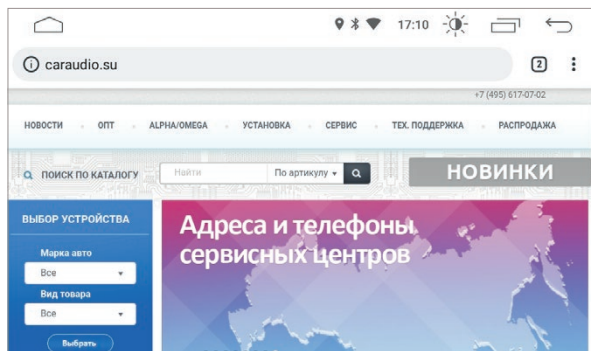 17:10
caraudio.su
2
+7 (495) 617-07-02
НОВОСТИ ОПТ ALPHA/OMEGA УСТАНОВКА СЕРВИС ТЕХ. ПОДДЕРЖКА РАСПРОДАЖА
ПОИСК ПО КАТАЛОГУ Найти По артикулу НОВИНКИ
ВЫБОР УСТРОЙСТВА
Марка авто
Все
Вид товара
Все
Выбрать
Адреса и телефоны
сервисных центров